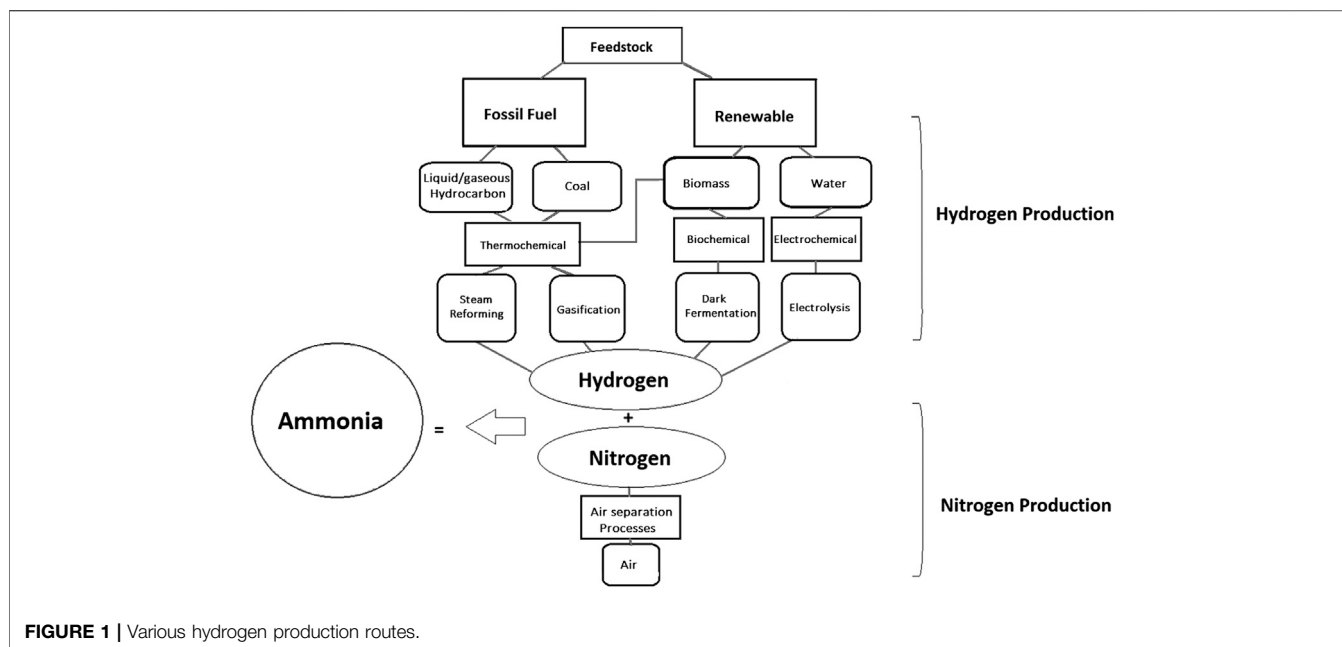 Feedstock
Fossil Fuel
Renewable
Liquid/gaseous
Hydrocarbon
Coal
Biomass
Water
Hydrogen Production
Thermochemical
Biochemical
Electrochemical
Steam
Reforming
Gasification
Dark
Fermentation
Electrolysis
Hydrogen
+
Ammonia
=
Nitrogen
Nitrogen Production
Air separation
Processes
Air
FIGURE 1 | Various hydrogen production routes.